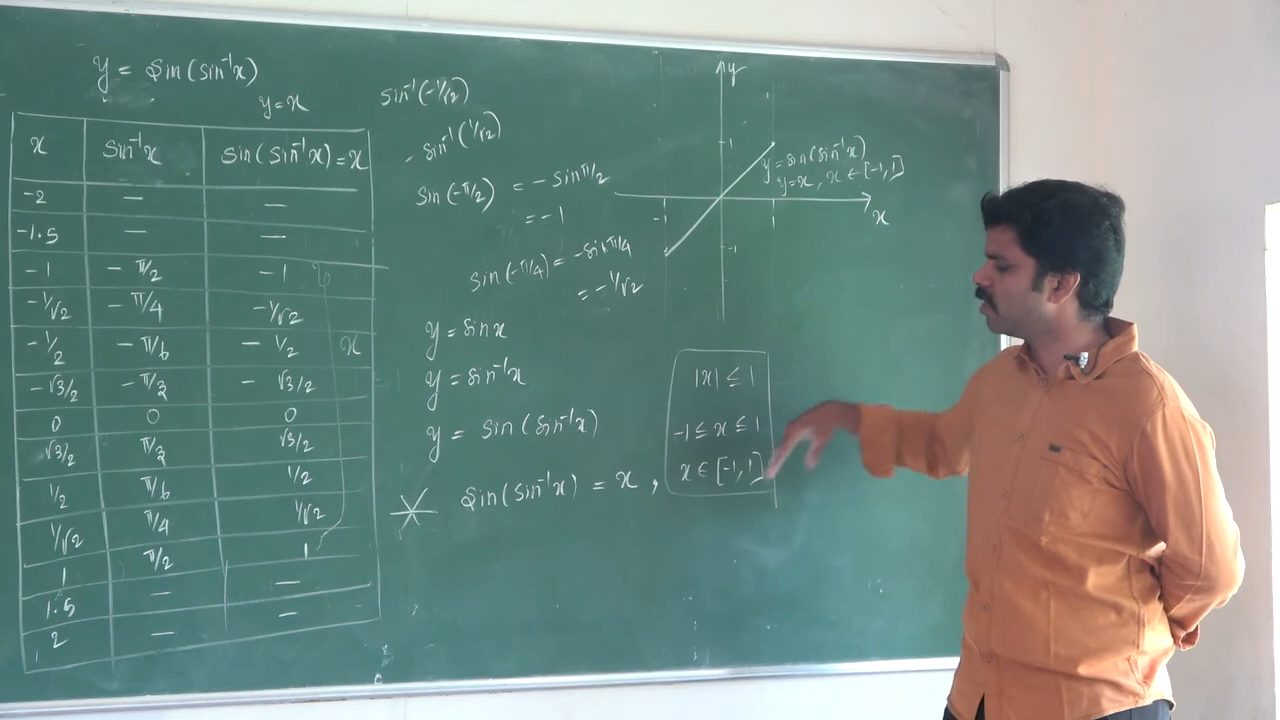 y = sin(sin⁻¹x)
y = x
x | sin⁻¹x | sin(sin⁻¹x) = x
-2 | — | —
-1.5 | — | —
-1 | -π/2 | -1
-1/√2 | -π/4 | -1/√2
-1/2 | -π/6 | -1/2
x
-√3/2 | -π/3 | -√3/2
0 | 0 | 0
√3/2 | π/3 | √3/2
1/2 | π/6 | 1/2
1/√2 | π/4 | 1/√2
1 | π/2 | 1
1.5 | — | —
2 | — | —
sin⁻¹(-1/√2)
- sin⁻¹(1/√2)
sin(-π/2) = -sin π/2
= -1
sin(-π/4) = -sin π/4
= -1/√2
y = sin x
y = sin⁻¹x
y = sin(sin⁻¹x)
sin(sin⁻¹x) = x,
|x| ≤ 1
-1 ≤ x ≤ 1
x ∈ [-1, 1]
y
1
y = sin(sin⁻¹x)
y = x, x ∈ [-1, 1]
-1
1
x
-1